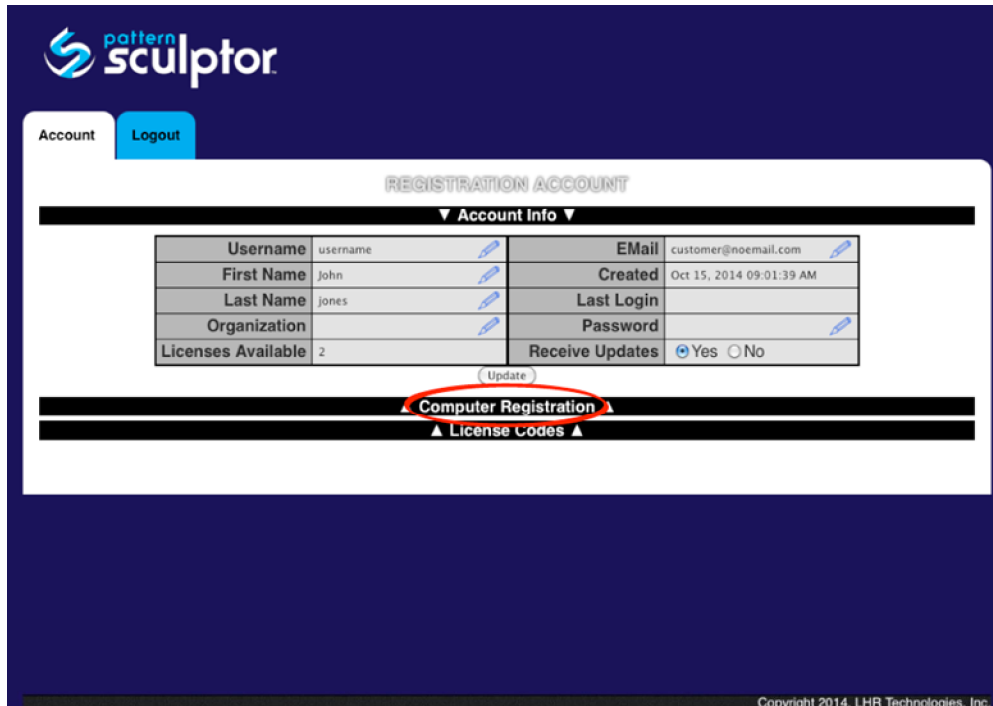 pattern
sculptor
Account Logout
REGISTRATION ACCOUNT
▼ Account Info ▼
Username username EMail customer@noemail.com
First Name John Created Oct 15, 2014 09:01:39 AM
Last Name jones Last Login
Organization Password
Licenses Available 2 Receive Updates Yes No
Update
▲ Computer Registration ▲
▲ License Codes ▲
Copyright 2014, LHR Technologies, Inc.